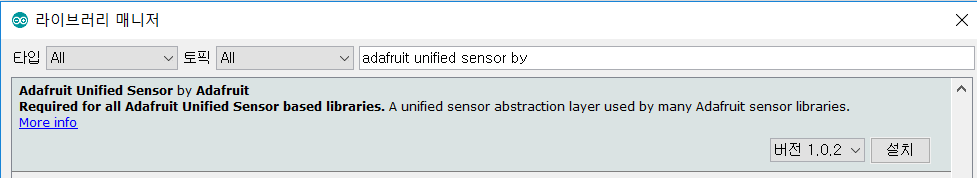 라이브러리 매니저
타입 All 토픽 All adafruit unified sensor by
Adafruit Unified Sensor by Adafruit
Required for all Adafruit Unified Sensor based libraries. A unified sensor abstraction layer used by many Adafruit sensor libraries.
More info
버전 1.0.2 설치